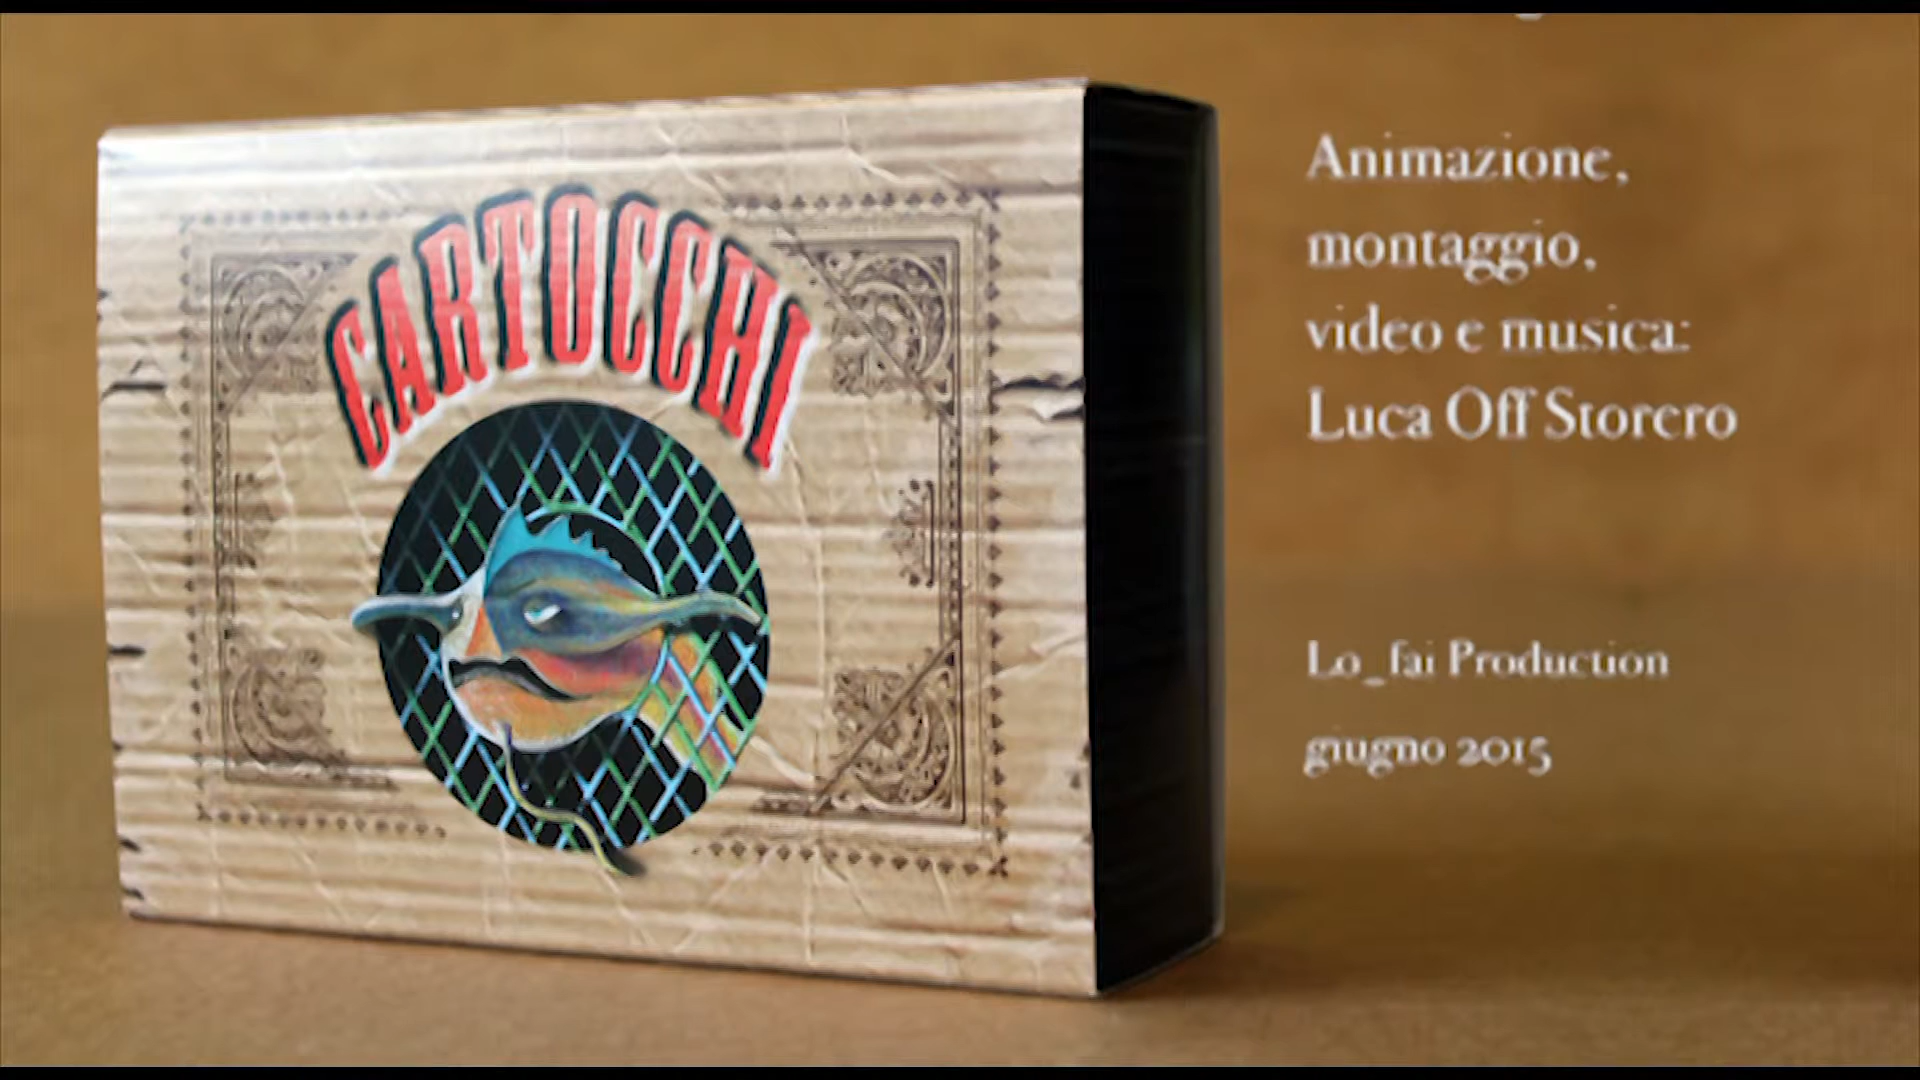 CARTOCCHI
Animazione,
montaggio,
video e musica:
Luca Off Storero
Lo_fai Production
giugno 2015